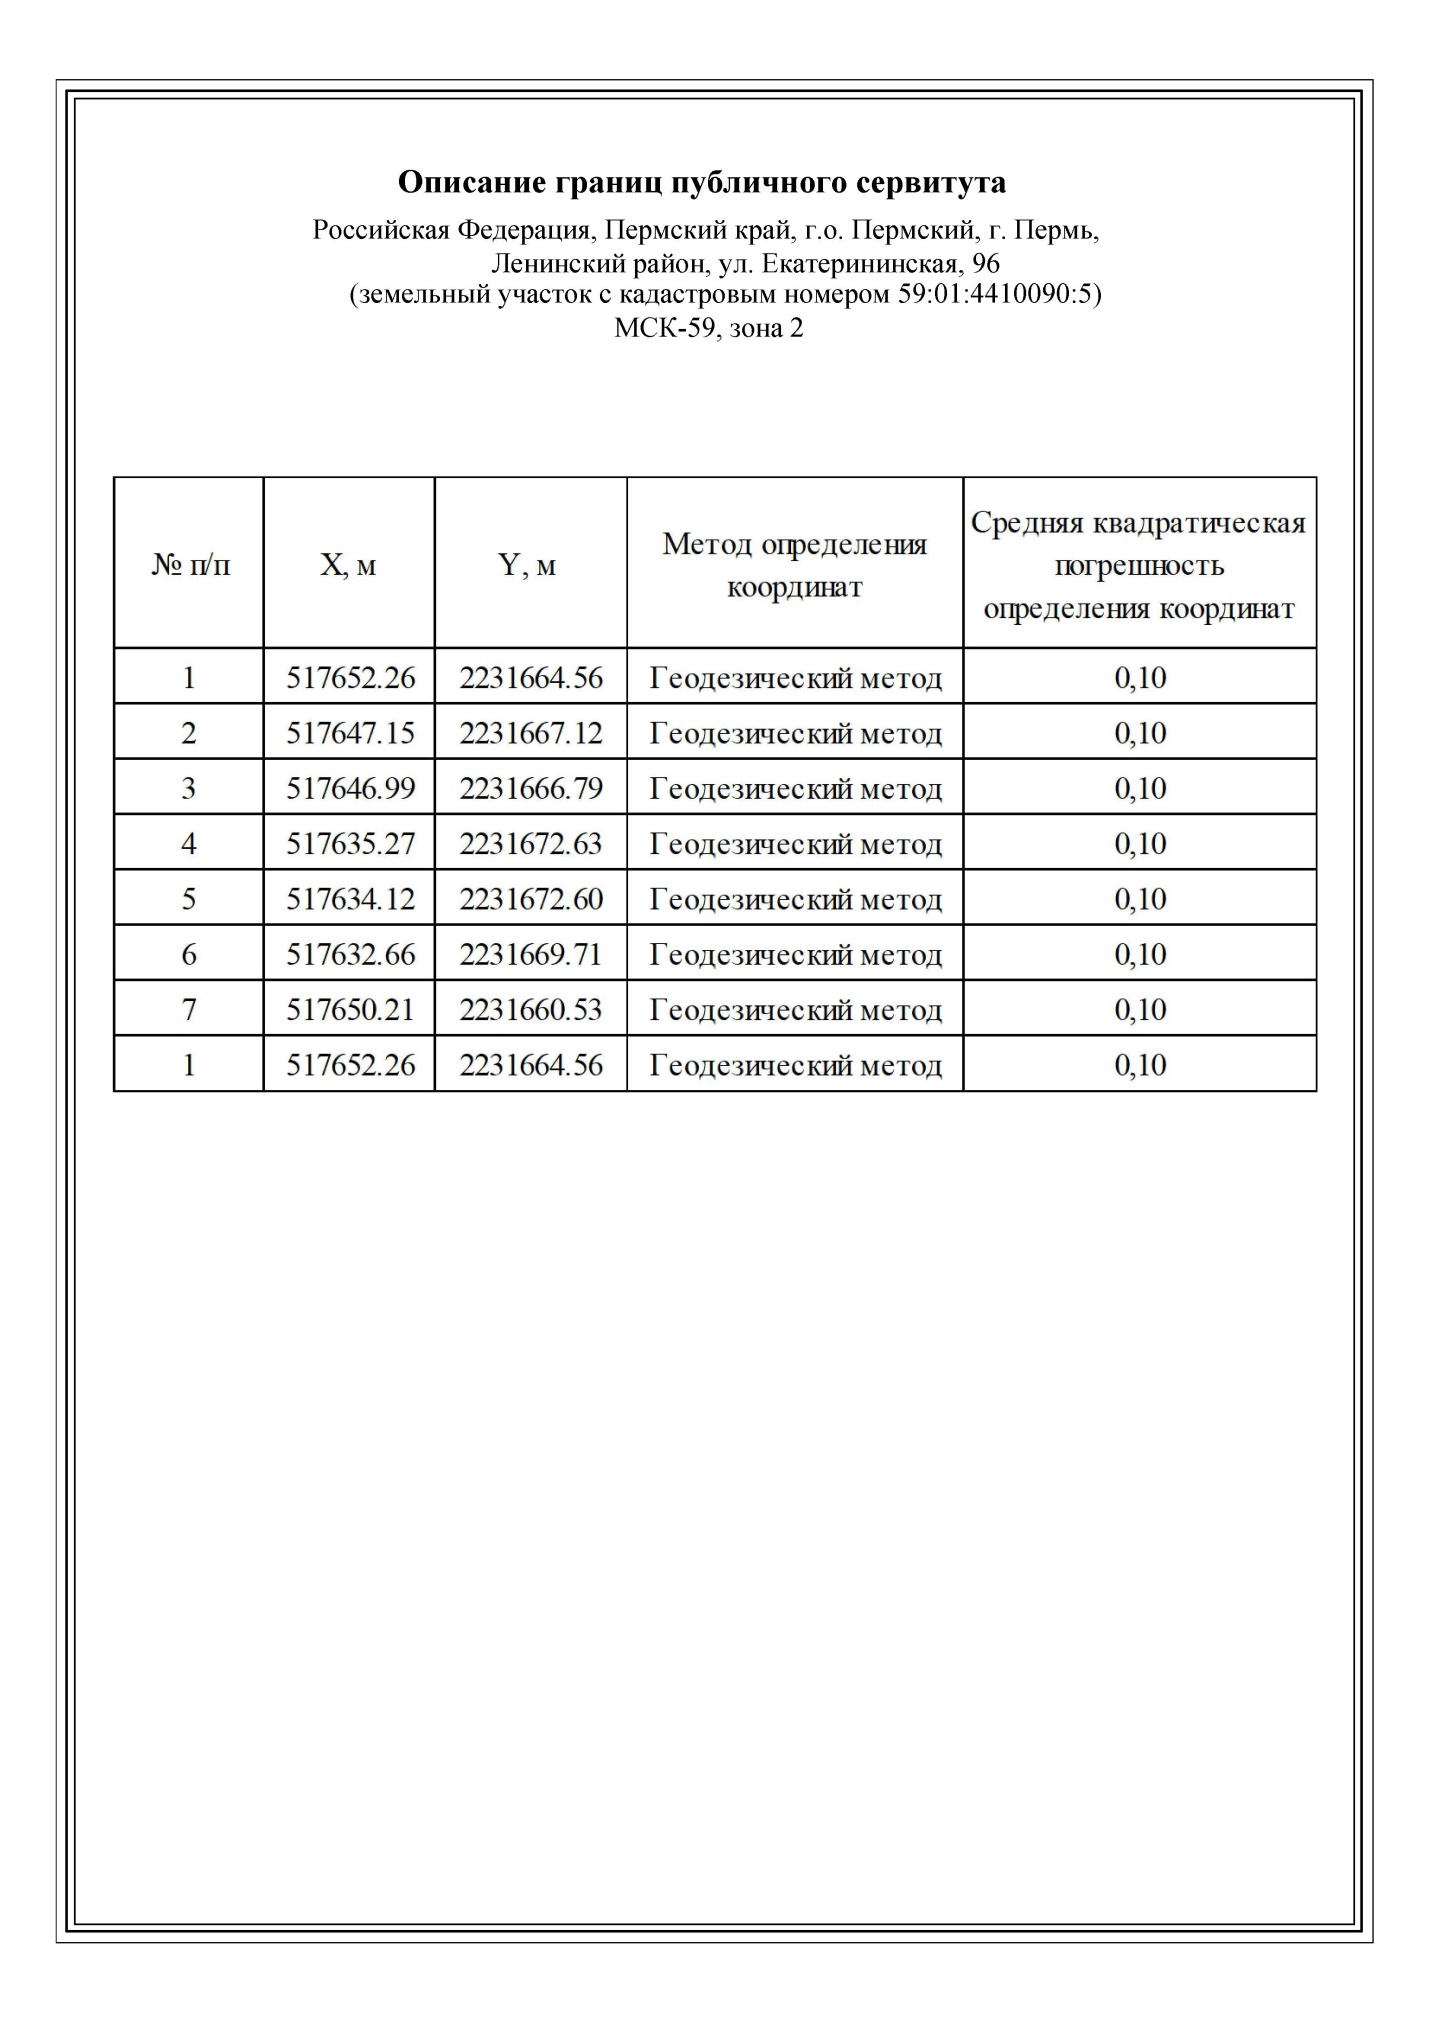 Описание границ публичного сервитута
Российская Федерация, Пермский край, г.о. Пермский, г. Пермь,
Ленинский район, ул. Екатерининская, 96
(земельный участок с кадастровым номером 59:01:4410090:5)
МСК-59, зона 2
№ п/п X, м Y, м Метод определения координат Средняя квадратическая погрешность определения координат
1 517652.26 2231664.56 Геодезический метод 0,10
2 517647.15 2231667.12 Геодезический метод 0,10
3 517646.99 2231666.79 Геодезический метод 0,10
4 517635.27 2231672.63 Геодезический метод 0,10
5 517634.12 2231672.60 Геодезический метод 0,10
6 517632.66 2231669.71 Геодезический метод 0,10
7 517650.21 2231660.53 Геодезический метод 0,10
1 517652.26 2231664.56 Геодезический метод 0,10